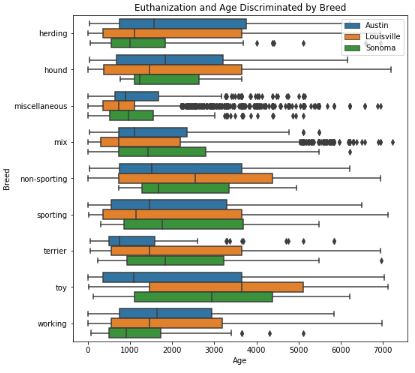 Euthanization and Age Discriminated by Breed
Austin
Louisville
Sonoma
herding
hound
miscellaneous
mix
non-sporting
sporting
terrier
toy
working
Breed
0 1000 2000 3000 4000 5000 6000 7000
Age